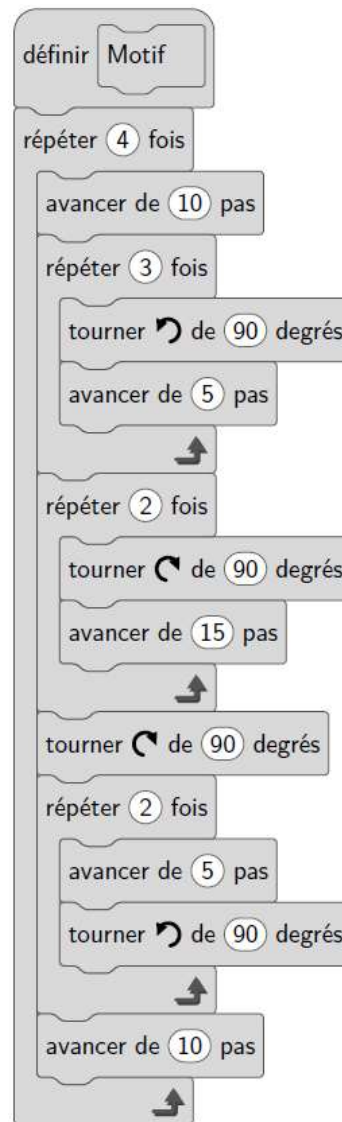 définir Motif
répéter 4 fois
avancer de 10 pas
répéter 3 fois
tourner ↺ de 90 degrés
avancer de 5 pas
répéter 2 fois
tourner ↻ de 90 degrés
avancer de 15 pas
tourner ↻ de 90 degrés
répéter 2 fois
avancer de 5 pas
tourner ↺ de 90 degrés
avancer de 10 pas